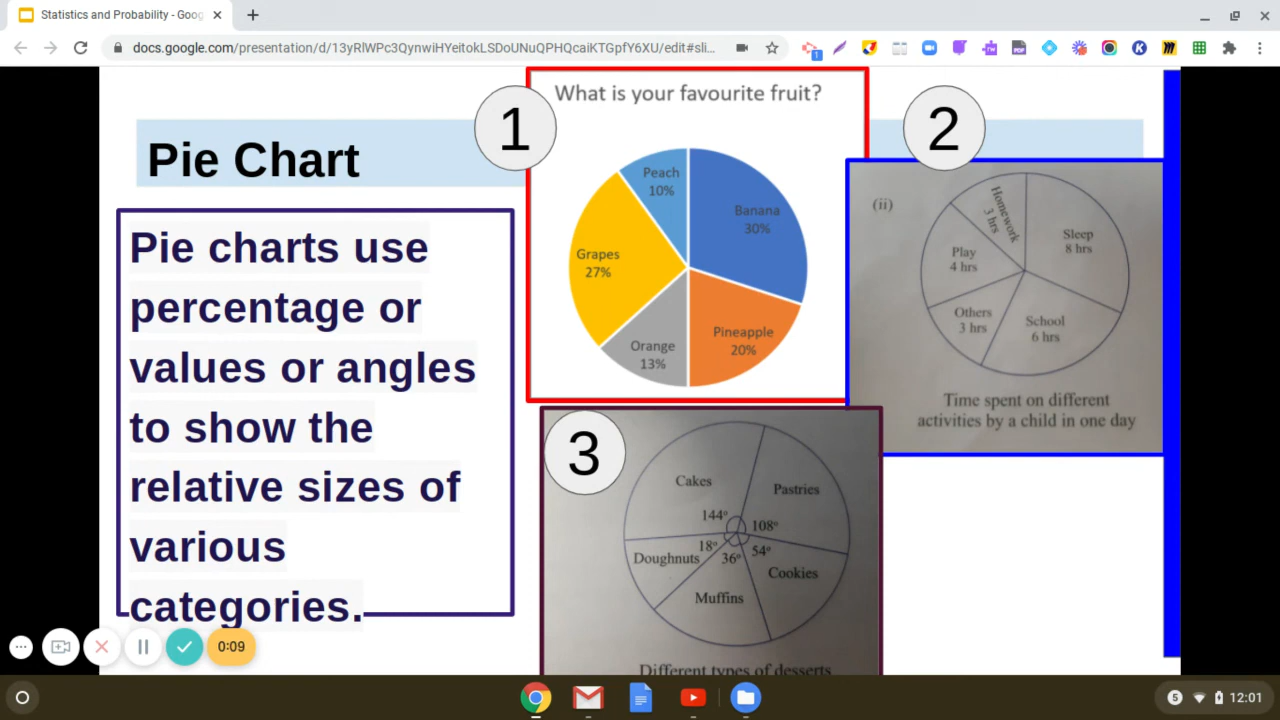 Statistics and Probability - Goog
docs.google.com/presentation/d/13yRlWPc3QynwiHYeitokLSDoUNuQPHQcaiKTGpfY6XU/edit#sli...
1
What is your favourite fruit?
2
Pie Chart
Peach
10%
Banana
30%
Grapes
27%
Orange
13%
Pineapple
20%
Pie charts use
percentage or
values or angles
to show the
relative sizes of
various
categories.
(ii)
Homework
3 hrs
Sleep
8 hrs
Play
4 hrs
Others
3 hrs
School
6 hrs
Time spent on different
activities by a child in one day
3
Cakes
144°
Pastries
108°
Doughnuts
18°
36°
54°
Cookies
Muffins
Different types of desserts
0:09
5
12:01